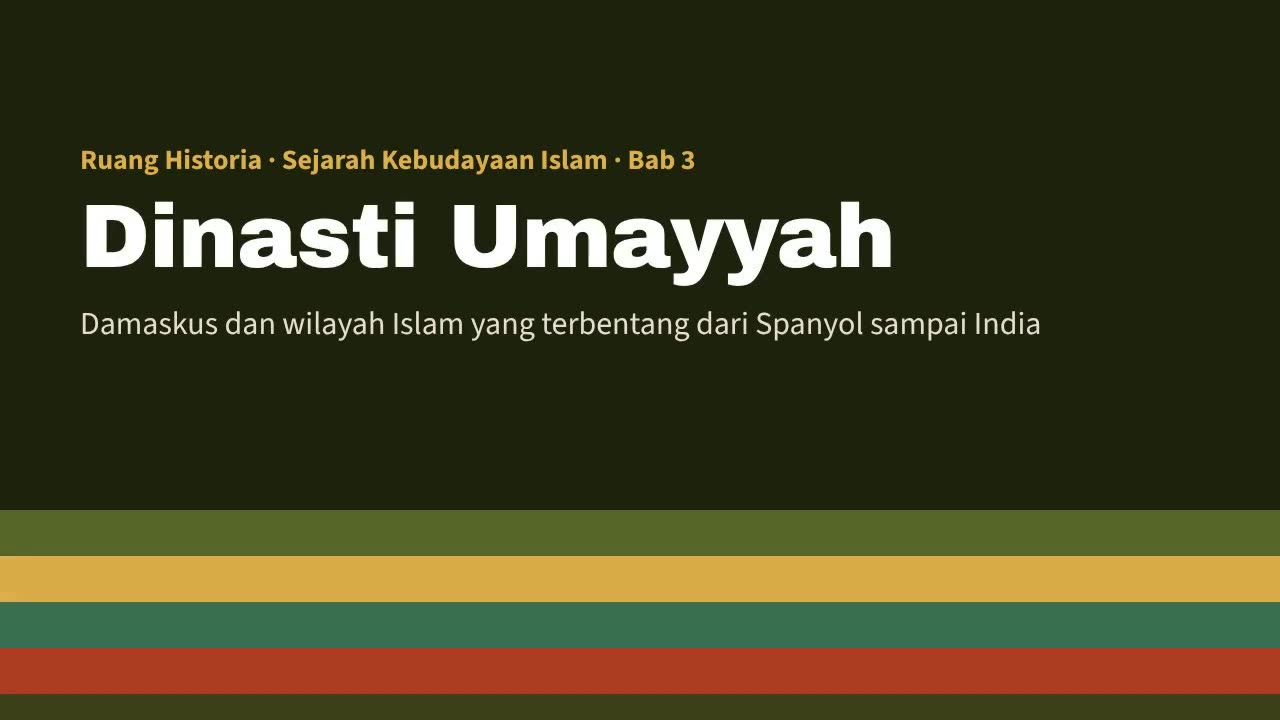 Ruang Historia · Sejarah Kebudayaan Islam · Bab 3
Dinasti Umayyah
Damaskus dan wilayah Islam yang terbentang dari Spanyol sampai India